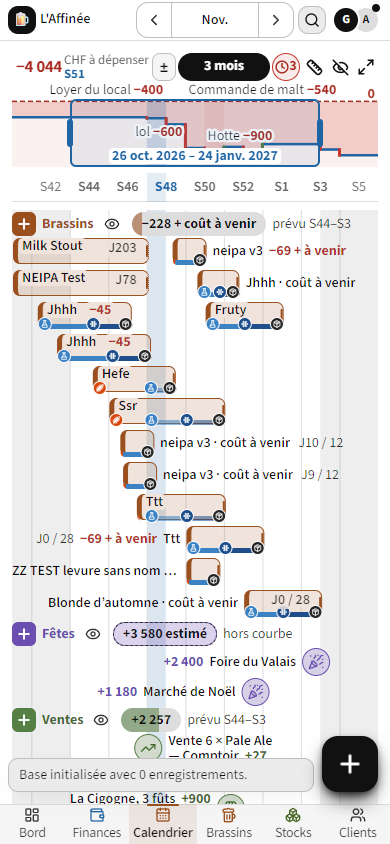 L'Affinée
Nov.
G
A
−4 044 CHF à dépenser
S51
±
3 mois
3
Loyer du local −400
Commande de malt −540
0
lol −600
Hotte −900
26 oct. 2026 – 24 janv. 2027
S42 S44 S46 S48 S50 S52 S1 S3 S5
Brassins
−228 + coût à venir
prévu S44–S3
Milk Stout J203
neipa v3 −69 + à venir
NEIPA Test J78
Jhhh · coût à venir
Jhhh −45
Fruty
Jhhh −45
Hefe
Ssr
neipa v3 · coût à venir J10 / 12
neipa v3 · coût à venir J9 / 12
Ttt
J0 / 28 −69 + à venir Ttt
ZZ TEST levure sans nom …
Blonde d'automne · coût à venir
J0 / 28
Fêtes
+3 580 estimé
hors courbe
+2 400 Foire du Valais
+1 180 Marché de Noël
Ventes
+2 257
prévu S44–S3
Vente 6 × Pale Ale
— Comptoir +27
Base initialisée avec 0 enregistrements.
La Cigogne, 3 fûts +900
Bord
Finances
Calendrier
Brassins
Stocks
Clients